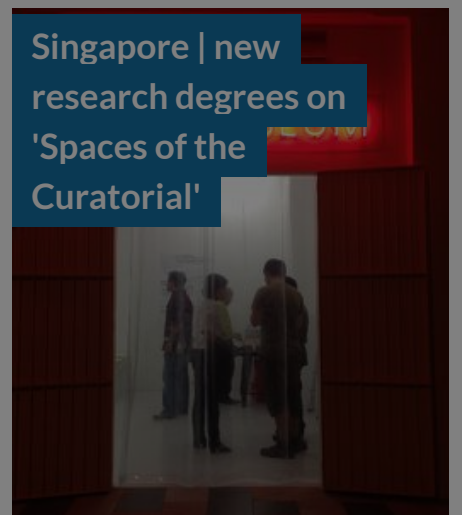 Singapore | new
research degrees on
'Spaces of the
Curatorial'